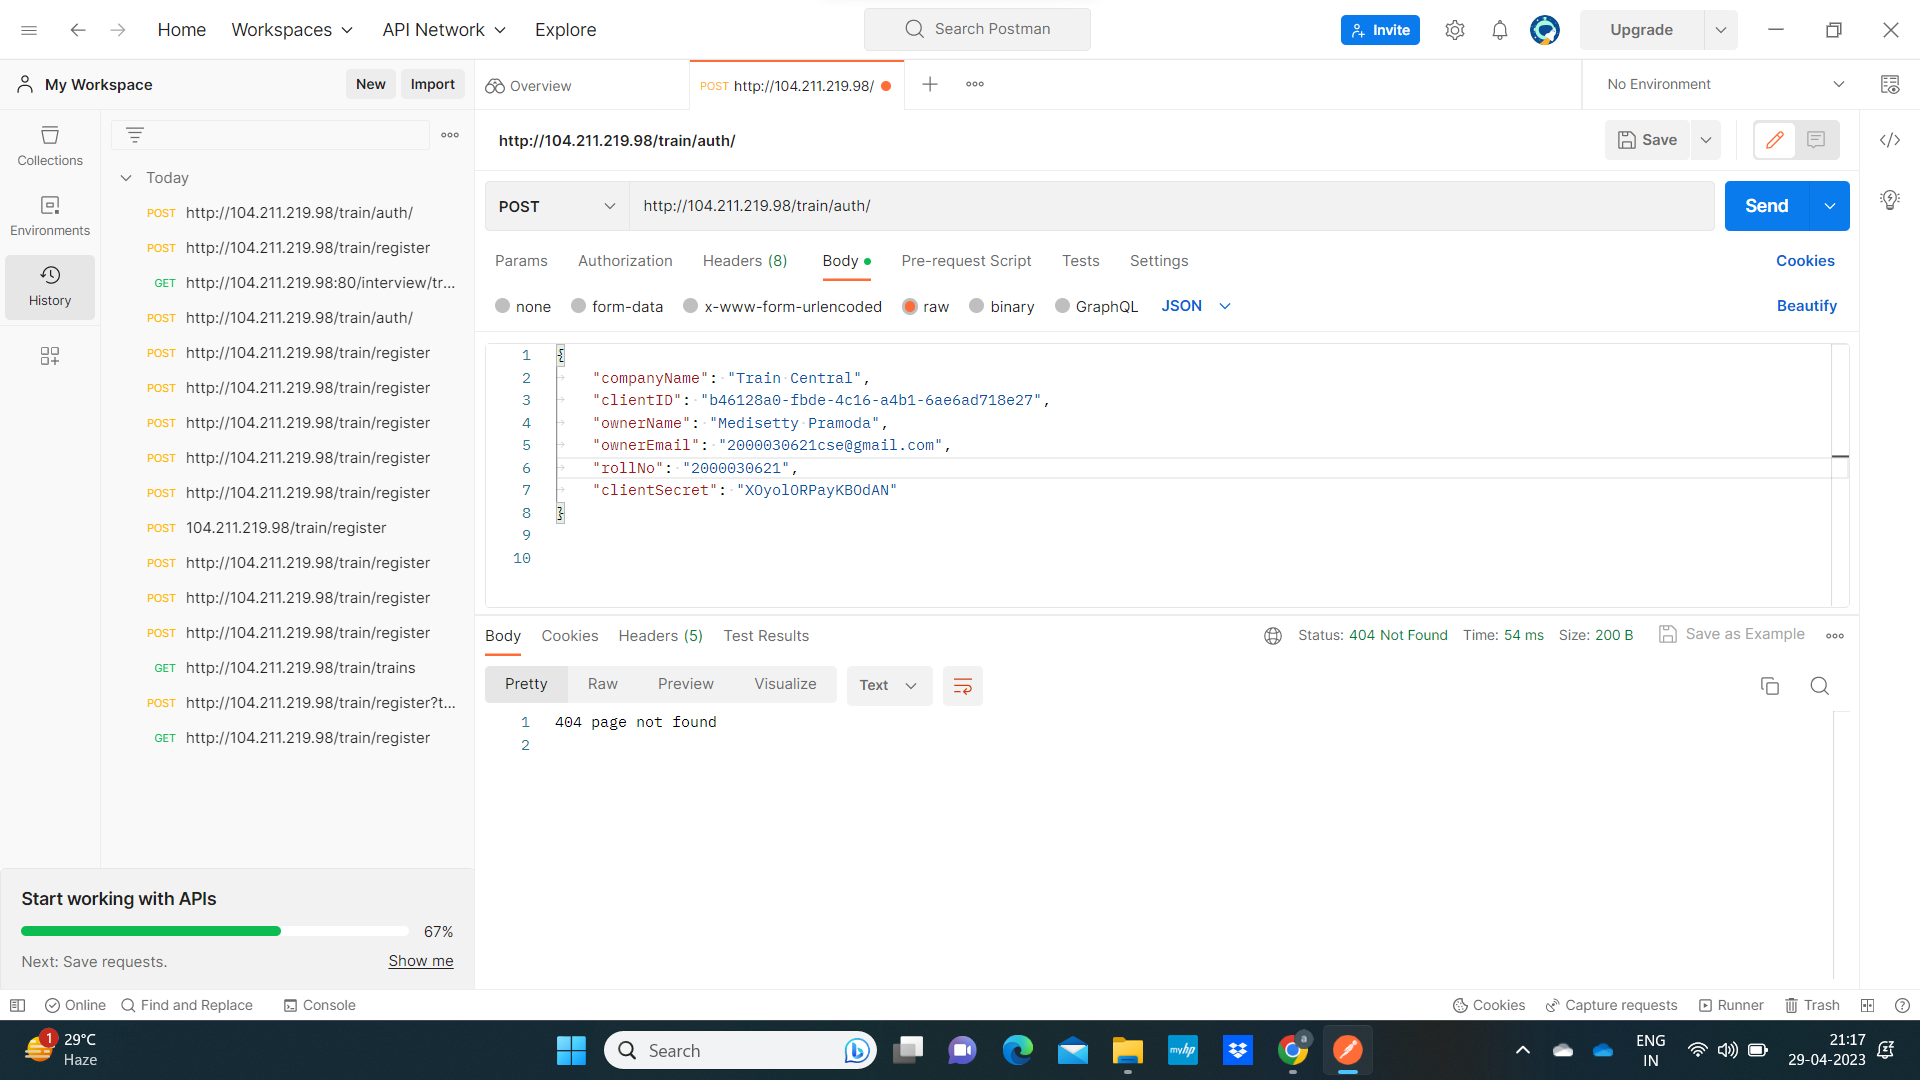 Home
Workspaces
API Network
Explore
Search Postman
Invite
Upgrade
My Workspace
New
Import
Overview
POST http://104.211.219.98/
No Environment
Collections
Environments
History
Today
POST http://104.211.219.98/train/auth/
POST http://104.211.219.98/train/register
GET http://104.211.219.98:80/interview/tr...
POST http://104.211.219.98/train/auth/
POST http://104.211.219.98/train/register
POST http://104.211.219.98/train/register
POST http://104.211.219.98/train/register
POST http://104.211.219.98/train/register
POST http://104.211.219.98/train/register
POST 104.211.219.98/train/register
POST http://104.211.219.98/train/register
POST http://104.211.219.98/train/register
POST http://104.211.219.98/train/register
GET http://104.211.219.98/train/trains
POST http://104.211.219.98/train/register?t...
GET http://104.211.219.98/train/register
Start working with APIs
67%
Next: Save requests.
Show me
http://104.211.219.98/train/auth/
Save
POST
http://104.211.219.98/train/auth/
Send
Params
Authorization
Headers (8)
Body
Pre-request Script
Tests
Settings
Cookies
none
form-data
x-www-form-urlencoded
raw
binary
GraphQL
JSON
Beautify
1 {
2 "companyName": "Train Central",
3 "clientID": "b46128a0-fbde-4c16-a4b1-6ae6ad718e27",
4 "ownerName": "Medisetty Pramoda",
5 "ownerEmail": "2000030621cse@gmail.com",
6 "rollNo": "2000030621",
7 "clientSecret": "XOyolORPayKBOdAN"
8 }
9
10
Body
Cookies
Headers (5)
Test Results
Status: 404 Not Found
Time: 54 ms
Size: 200 B
Save as Example
Pretty
Raw
Preview
Visualize
Text
1 404 page not found
2
Online
Find and Replace
Console
Cookies
Capture requests
Runner
Trash
1
29°C
Haze
Search
myhp
a
ENG
IN
21:17
29-04-2023